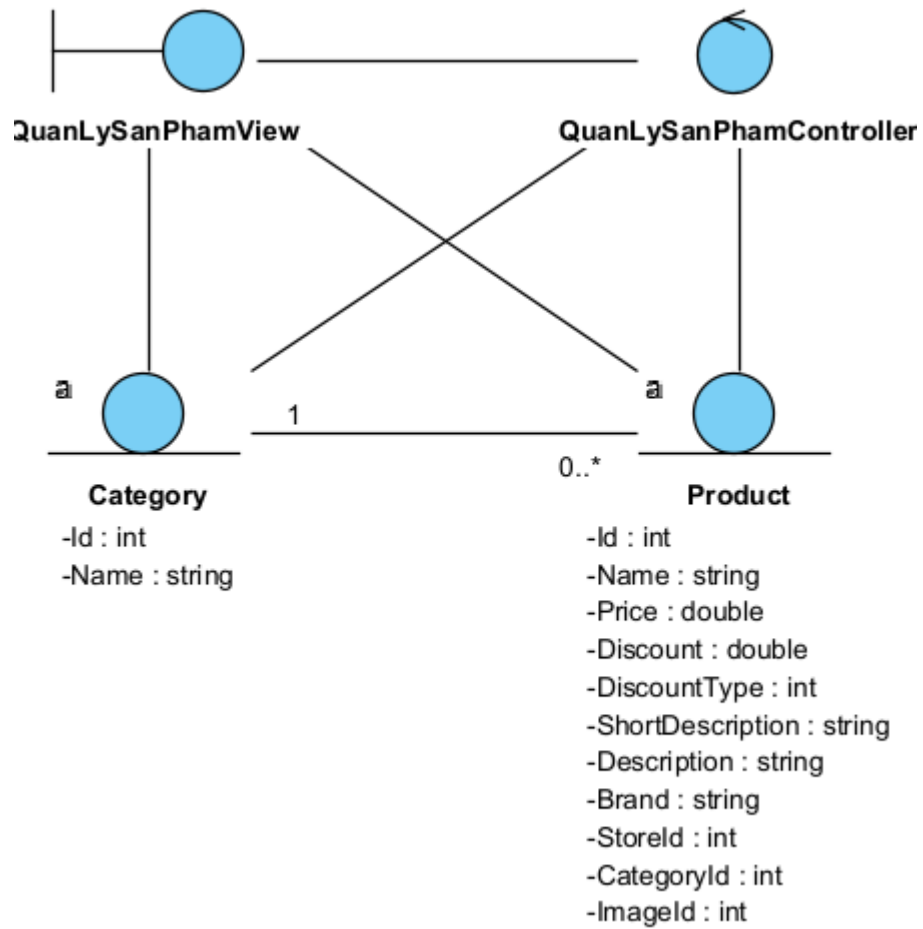 QuanLySanPhamView
QuanLySanPhamController
a
a
1
0..*
Category
-Id : int
-Name : string
Product
-Id : int
-Name : string
-Price : double
-Discount : double
-DiscountType : int
-ShortDescription : string
-Description : string
-Brand : string
-StoreId : int
-CategoryId : int
-ImageId : int